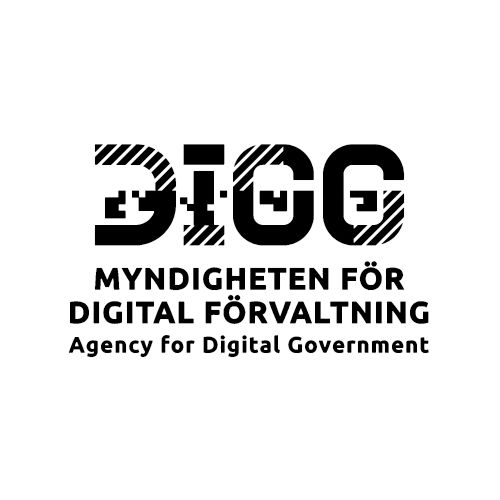 DIGG
MYNDIGHETEN FÖR
DIGITAL FÖRVALTNING
Agency for Digital Government